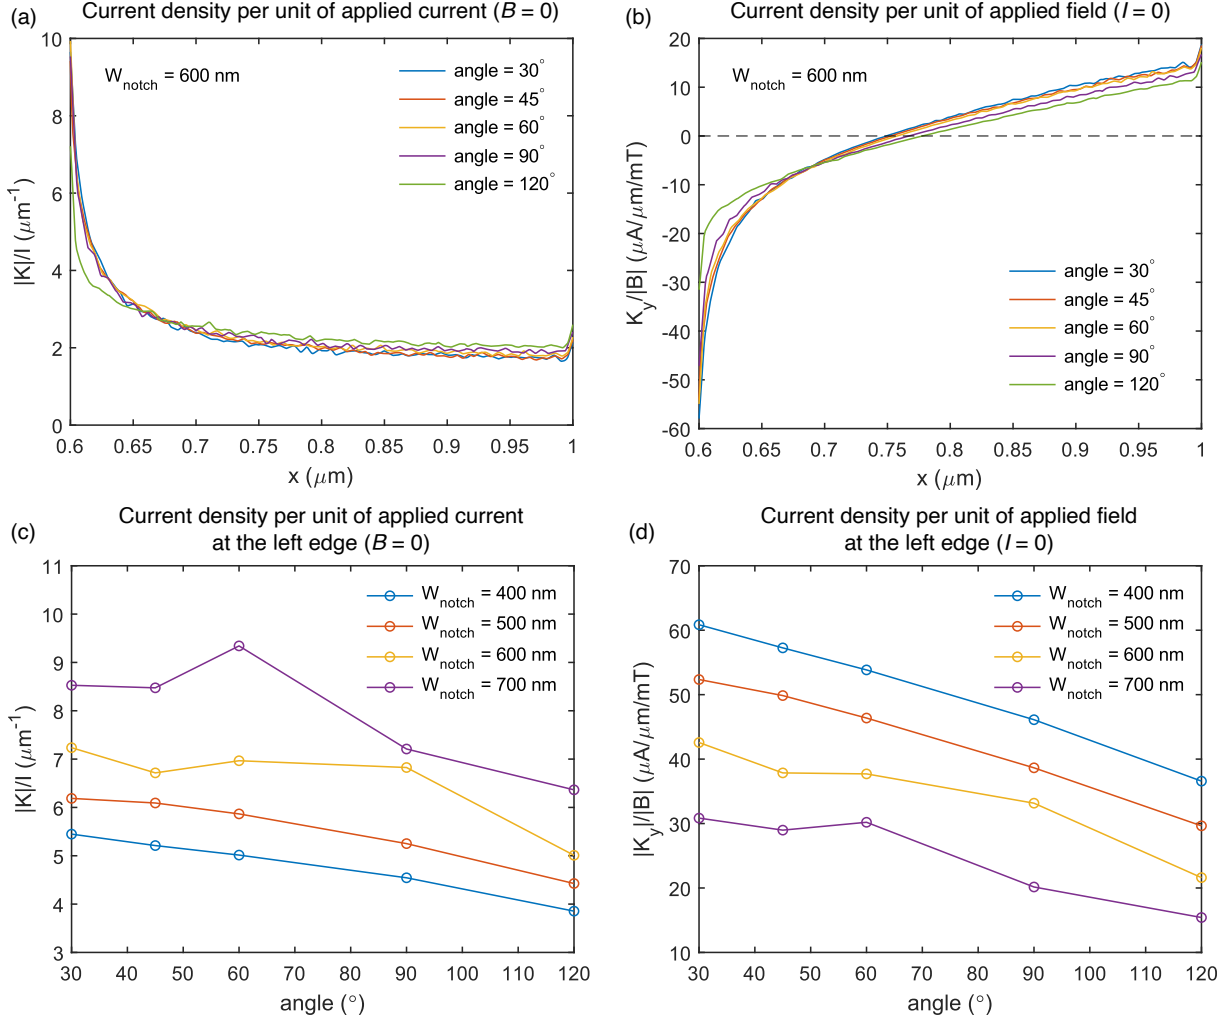 (a)
Current density per unit of applied current (B = 0)
10
8
6
4
2
0
|K|/I (μm⁻¹)
W_notch = 600 nm
angle = 30°
angle = 45°
angle = 60°
angle = 90°
angle = 120°
0.6 0.65 0.7 0.75 0.8 0.85 0.9 0.95 1
x (μm)
(b)
Current density per unit of applied field (I = 0)
20
10
0
-10
-20
-30
-40
-50
-60
K_y/|B| (μA/μm/mT)
W_notch = 600 nm
angle = 30°
angle = 45°
angle = 60°
angle = 90°
angle = 120°
0.6 0.65 0.7 0.75 0.8 0.85 0.9 0.95 1
x (μm)
(c)
Current density per unit of applied current
at the left edge (B = 0)
11
10
9
8
7
6
5
4
3
|K|/I (μm⁻¹)
W_notch = 400 nm
W_notch = 500 nm
W_notch = 600 nm
W_notch = 700 nm
30 40 50 60 70 80 90 100 110 120
angle (°)
(d)
Current density per unit of applied field
at the left edge (I = 0)
70
60
50
40
30
20
10
|K_y|/|B| (μA/μm/mT)
W_notch = 400 nm
W_notch = 500 nm
W_notch = 600 nm
W_notch = 700 nm
30 40 50 60 70 80 90 100 110 120
angle (°)